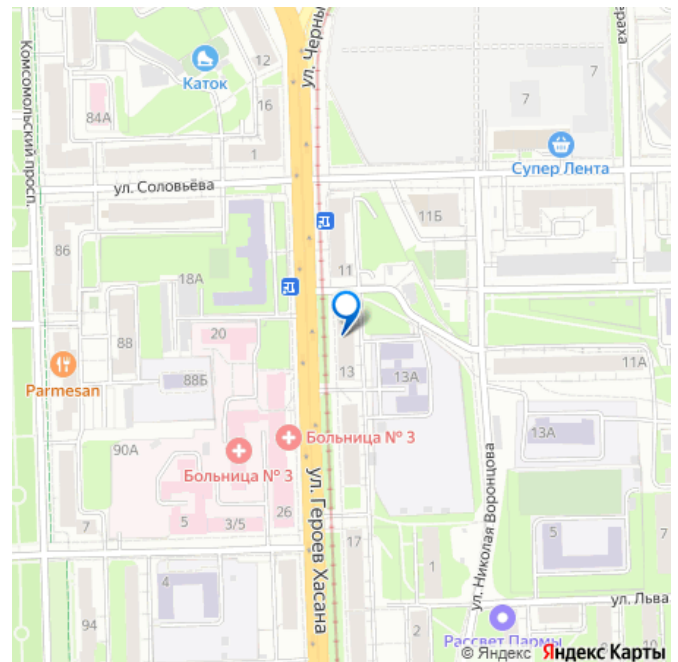 Комсомольский просп.
ул. Черны
ераха
12
Каток
16
84А
7
7
1
Супер Лента
ул. Соловьёва
11Б
86
11
18А
20
88
13
11А
13А
Parmesan
88Б
13А
Больница № 3
90А
Больница № 3
ул. Героев Хасана
ул. Николая Воронцова
26
7
5
3/5
17
5
7
1
4
ул. Льва
94
2
Рассвет Пармы
© Яндекс Яндекс Карты